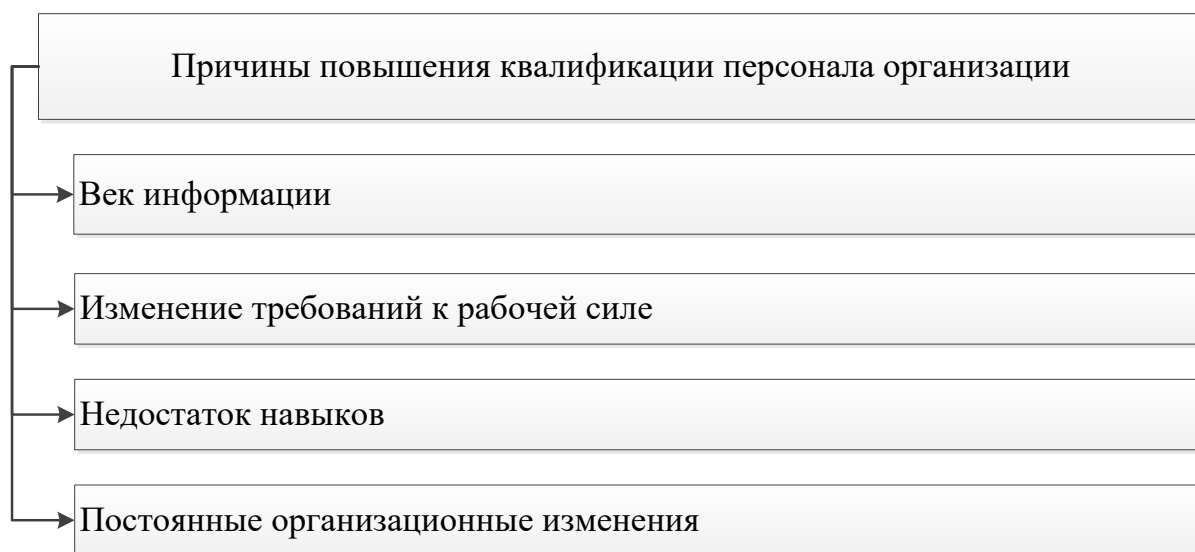 Причины повышения квалификации персонала организации
Век информации
Изменение требований к рабочей силе
Недостаток навыков
Постоянные организационные изменения